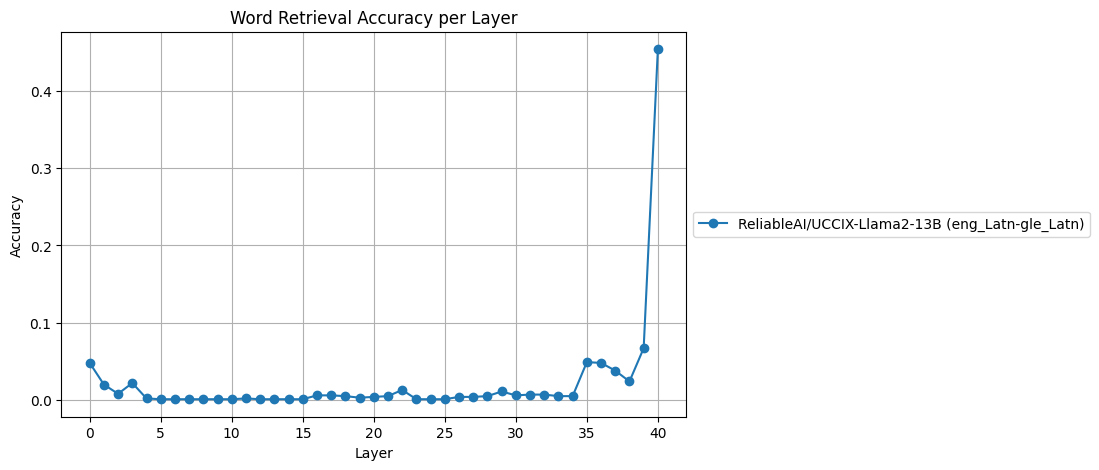 Word Retrieval Accuracy per Layer
Accuracy
0.4
0.3
0.2
0.1
0.0
0 5 10 15 20 25 30 35 40
Layer
ReliableAI/UCCIX-Llama2-13B (eng_Latn-gle_Latn)